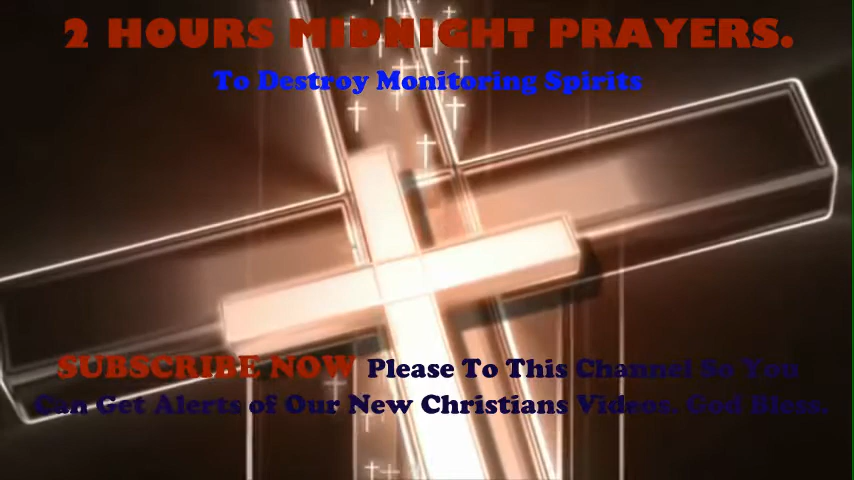 2 HOURS MIDNIGHT PRAYERS.
To Destroy Monitoring Spirits
SUBSCRIBE NOW Please To This Channel So You
Can Get Alerts of Our New Christians Videos. God Bless.